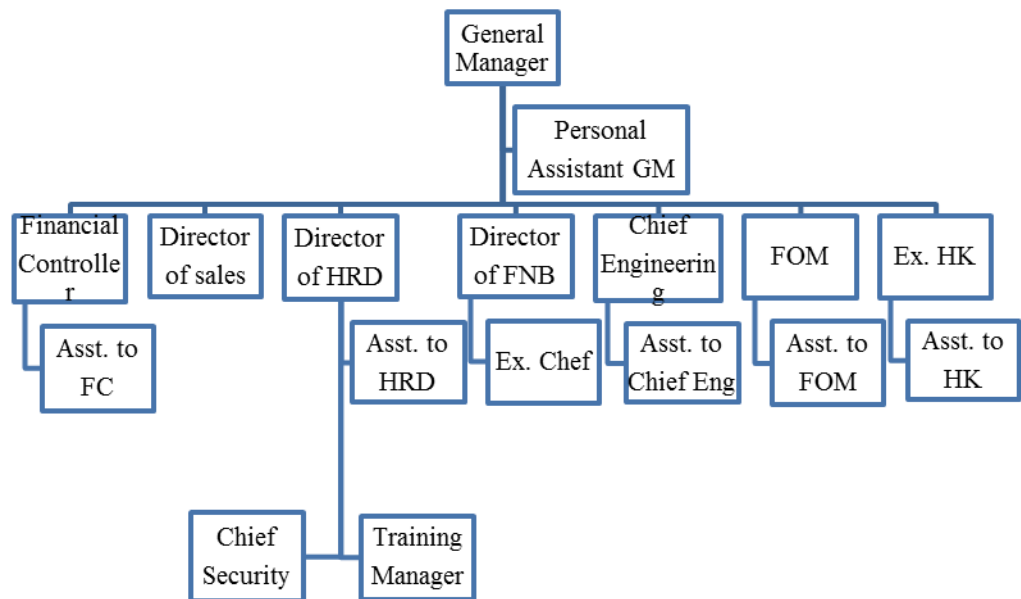 General
Manager
Personal
Assistant GM
Financial
Controlle
r
Director
of sales
Director
of HRD
Director
of FNB
Chief
Engineerin
g
FOM
Ex. HK
Asst. to
FC
Asst. to
HRD
Ex. Chef
Asst. to
Chief Eng
Asst. to
FOM
Asst. to
HK
Chief
Security
Training
Manager